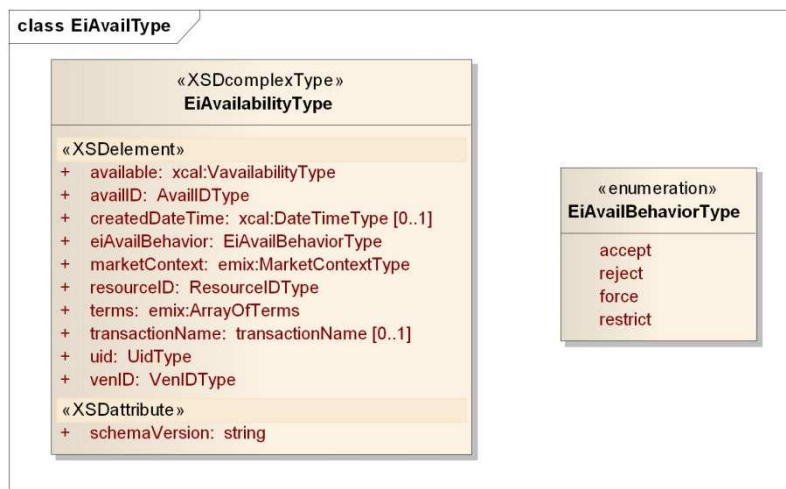 class EiAvailType
«XSDcomplexType»
EiAvailabilityType
«XSDelement»
+ available: xcal:VavailabilityType
+ availID: AvailIDType
+ createdDateTime: xcal:DateTimeType [0..1]
+ eiAvailBehavior: EiAvailBehaviorType
+ marketContext: emix:MarketContextType
+ resourceID: ResourceIDType
+ terms: emix:ArrayOfTerms
+ transactionName: transactionName [0..1]
+ uid: UidType
+ venID: VenIDType
«XSDattribute»
+ schemaVersion: string
«enumeration»
EiAvailBehaviorType
accept
reject
force
restrict